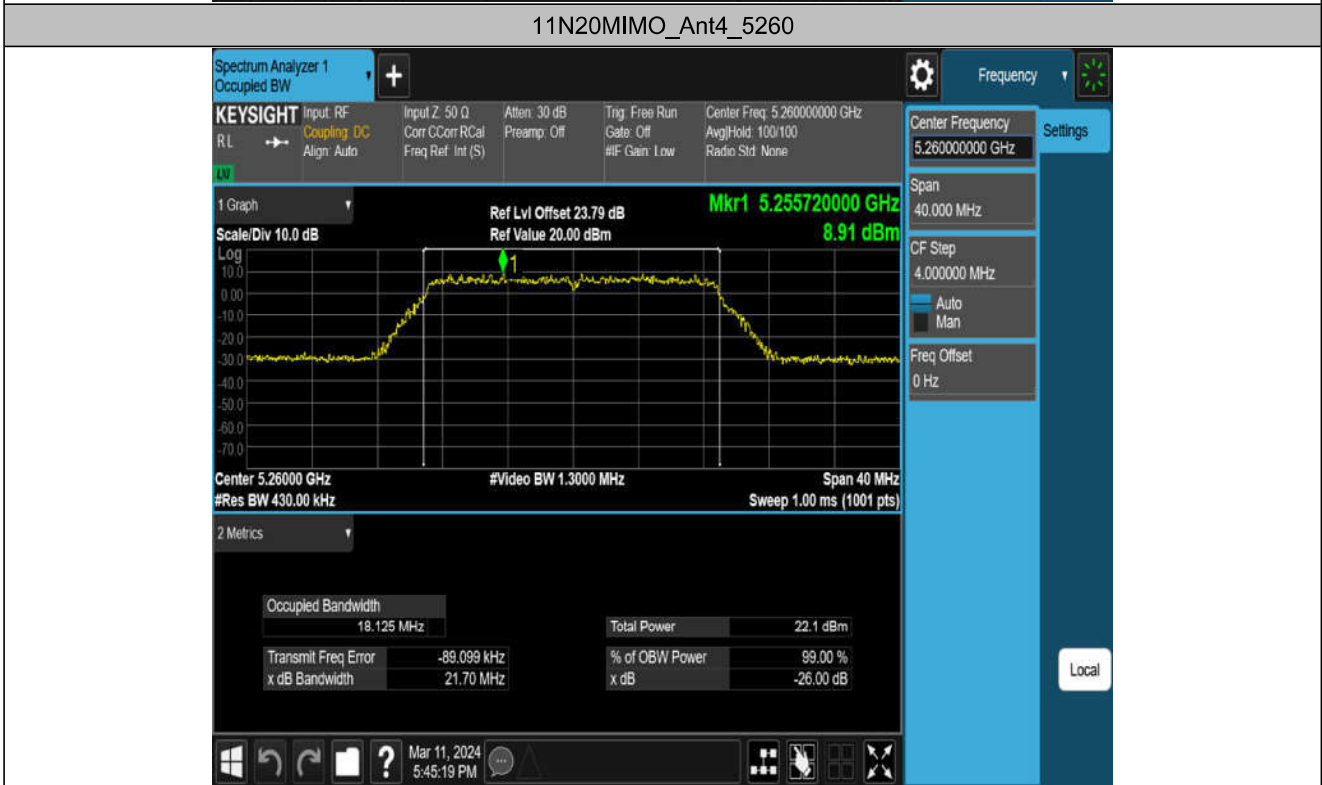 11N20MIMO_Ant4_5260
Spectrum Analyzer 1
Occupied BW
+
Frequency
KEYSIGHT
RL
LXI
Input: RF
Coupling: DC
Align: Auto
Input Z: 50 Ω
Corr CCorr RCal
Freq Ref: Int (S)
Atten: 30 dB
Preamp: Off
Trig: Free Run
Gate: Off
#IF Gain: Low
Center Freq: 5.260000000 GHz
Avg|Hold: 100/100
Radio Std: None
Center Frequency
5.260000000 GHz
Settings
Span
40.000 MHz
CF Step
4.000000 MHz
Auto
Man
Freq Offset
0 Hz
Local
1 Graph
Scale/Div 10.0 dB
Ref Lvl Offset 23.79 dB
Ref Value 20.00 dBm
Mkr1 5.255720000 GHz
8.91 dBm
Log
10.0
0.00
-10.0
-20.0
-30.0
-40.0
-50.0
-60.0
-70.0
1
Center 5.26000 GHz
#Video BW 1.3000 MHz
Span 40 MHz
#Res BW 430.00 kHz
Sweep 1.00 ms (1001 pts)
2 Metrics
Occupied Bandwidth
18.125 MHz
Total Power 22.1 dBm
Transmit Freq Error -89.099 kHz
% of OBW Power 99.00 %
x dB Bandwidth 21.70 MHz
x dB -26.00 dB
?
Mar 11, 2024
5:45:19 PM